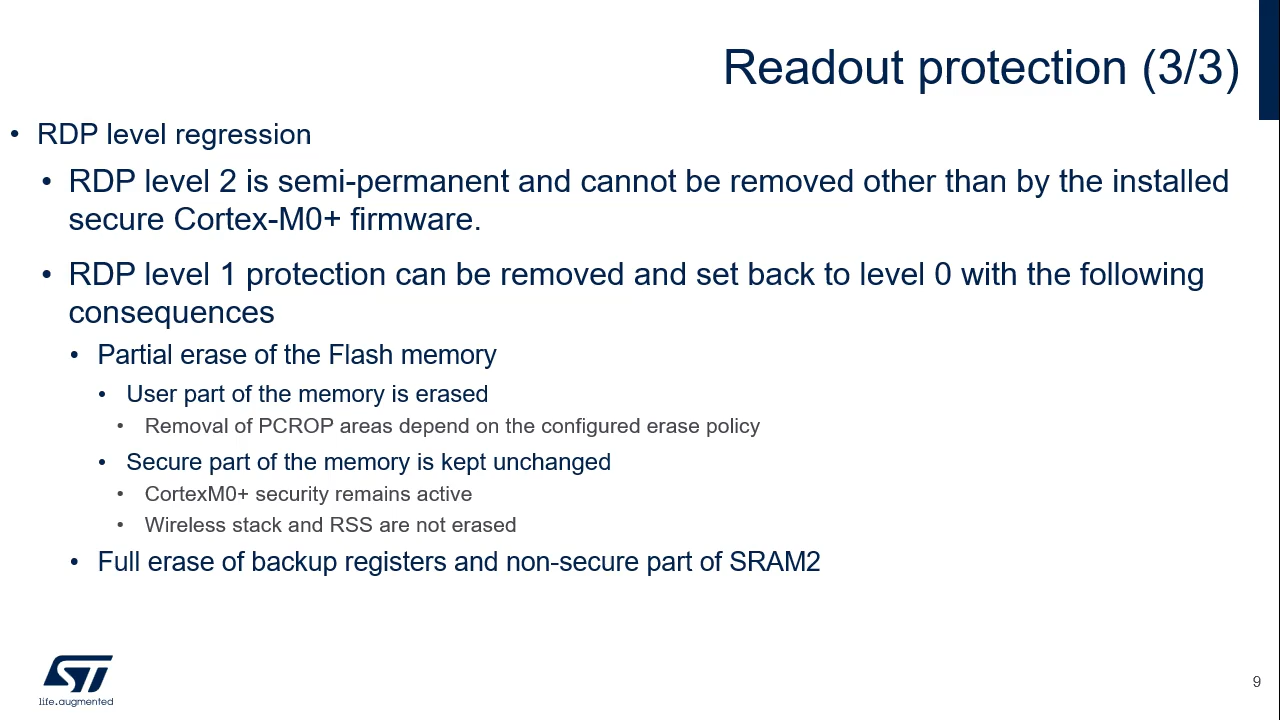 Readout protection (3/3)
• RDP level regression
• RDP level 2 is semi-permanent and cannot be removed other than by the installed
secure Cortex-M0+ firmware.
• RDP level 1 protection can be removed and set back to level 0 with the following
consequences
• Partial erase of the Flash memory
• User part of the memory is erased
• Removal of PCROP areas depend on the configured erase policy
• Secure part of the memory is kept unchanged
• CortexM0+ security remains active
• Wireless stack and RSS are not erased
• Full erase of backup registers and non-secure part of SRAM2
ST
life.augmented
9